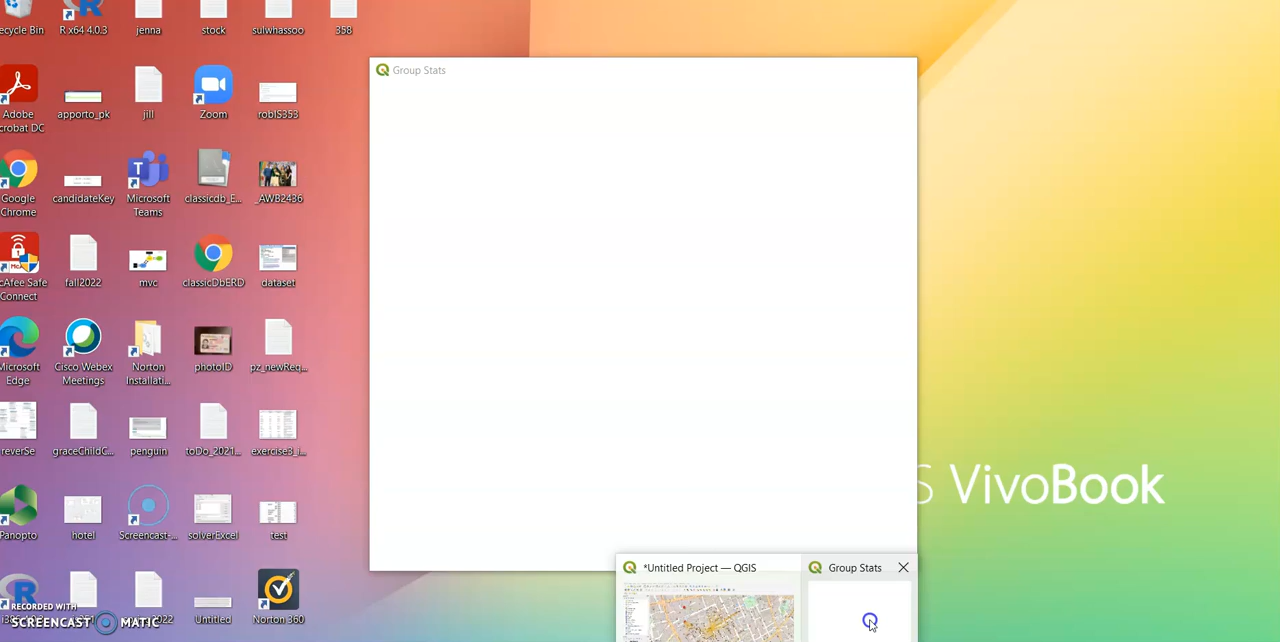 ecycle Bin
R x64 4.0.3
jenna
stock
sulwhassoo
358
Group Stats
Adobe
crobat DC
apporto_pk
jill
Zoom
robIS353
Google
Chrome
candidateKey
Microsoft
Teams
classicdb_E...
_AWB2436
cAfee Safe
Connect
fall2022
mvc
classicDbERD
dataset
Microsoft
Edge
Cisco Webex
Meetings
Norton
Installati...
photoID
pz_newReq...
reverSe
graceChildC...
penguin
toDo_2021...
exercise3_i...
S VivoBook
Panopto
hotel
Screencast-...
solverExcel
test
*Untitled Project — QGIS
Group Stats
RECORDED WITH
SCREENCAST MATIC
Untitled
Norton 360